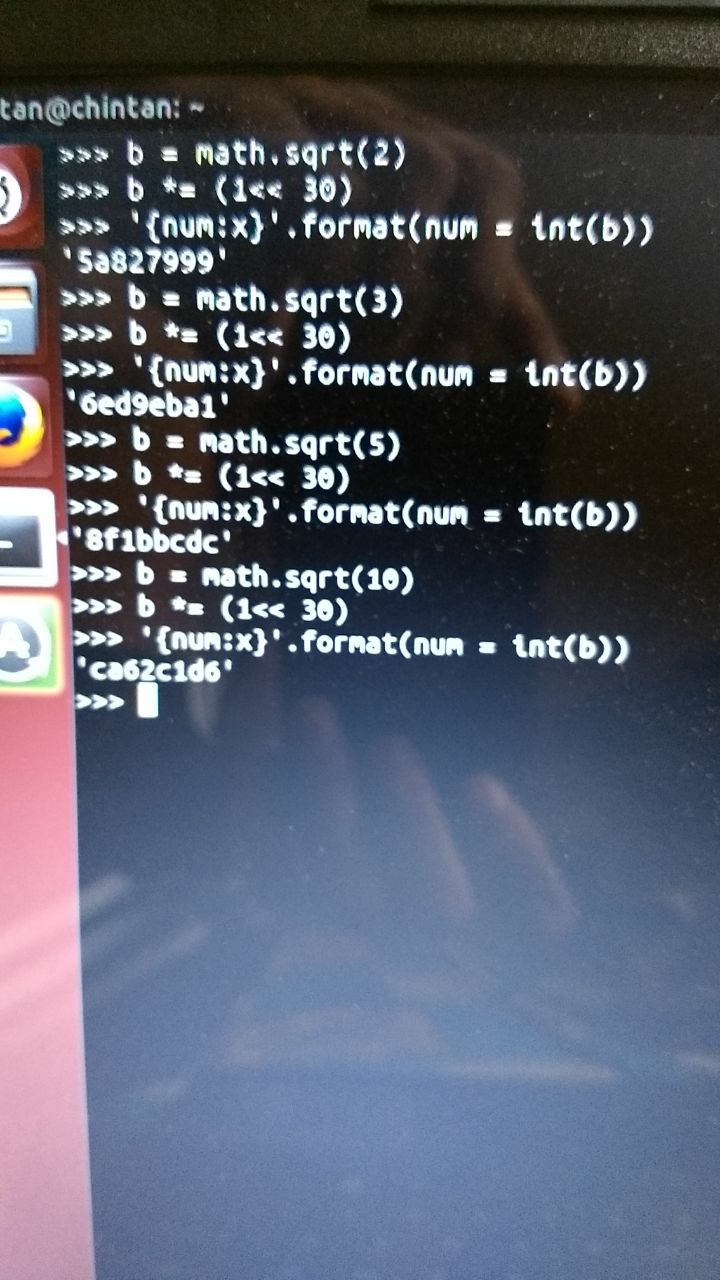 tan@chintan: ~
>>> b = math.sqrt(2)
>>> b *= (1<< 30)
>>> '{num:x}'.format(num = int(b))
'5a827999'
>>> b = math.sqrt(3)
>>> b *= (1<< 30)
>>> '{num:x}'.format(num = int(b))
'6ed9eba1'
>>> b = math.sqrt(5)
>>> b *= (1<< 30)
>>> '{num:x}'.format(num = int(b))
'8f1bbcdc'
>>> b = math.sqrt(10)
>>> b *= (1<< 30)
>>> '{num:x}'.format(num = int(b))
'ca62c1d6'
>>>